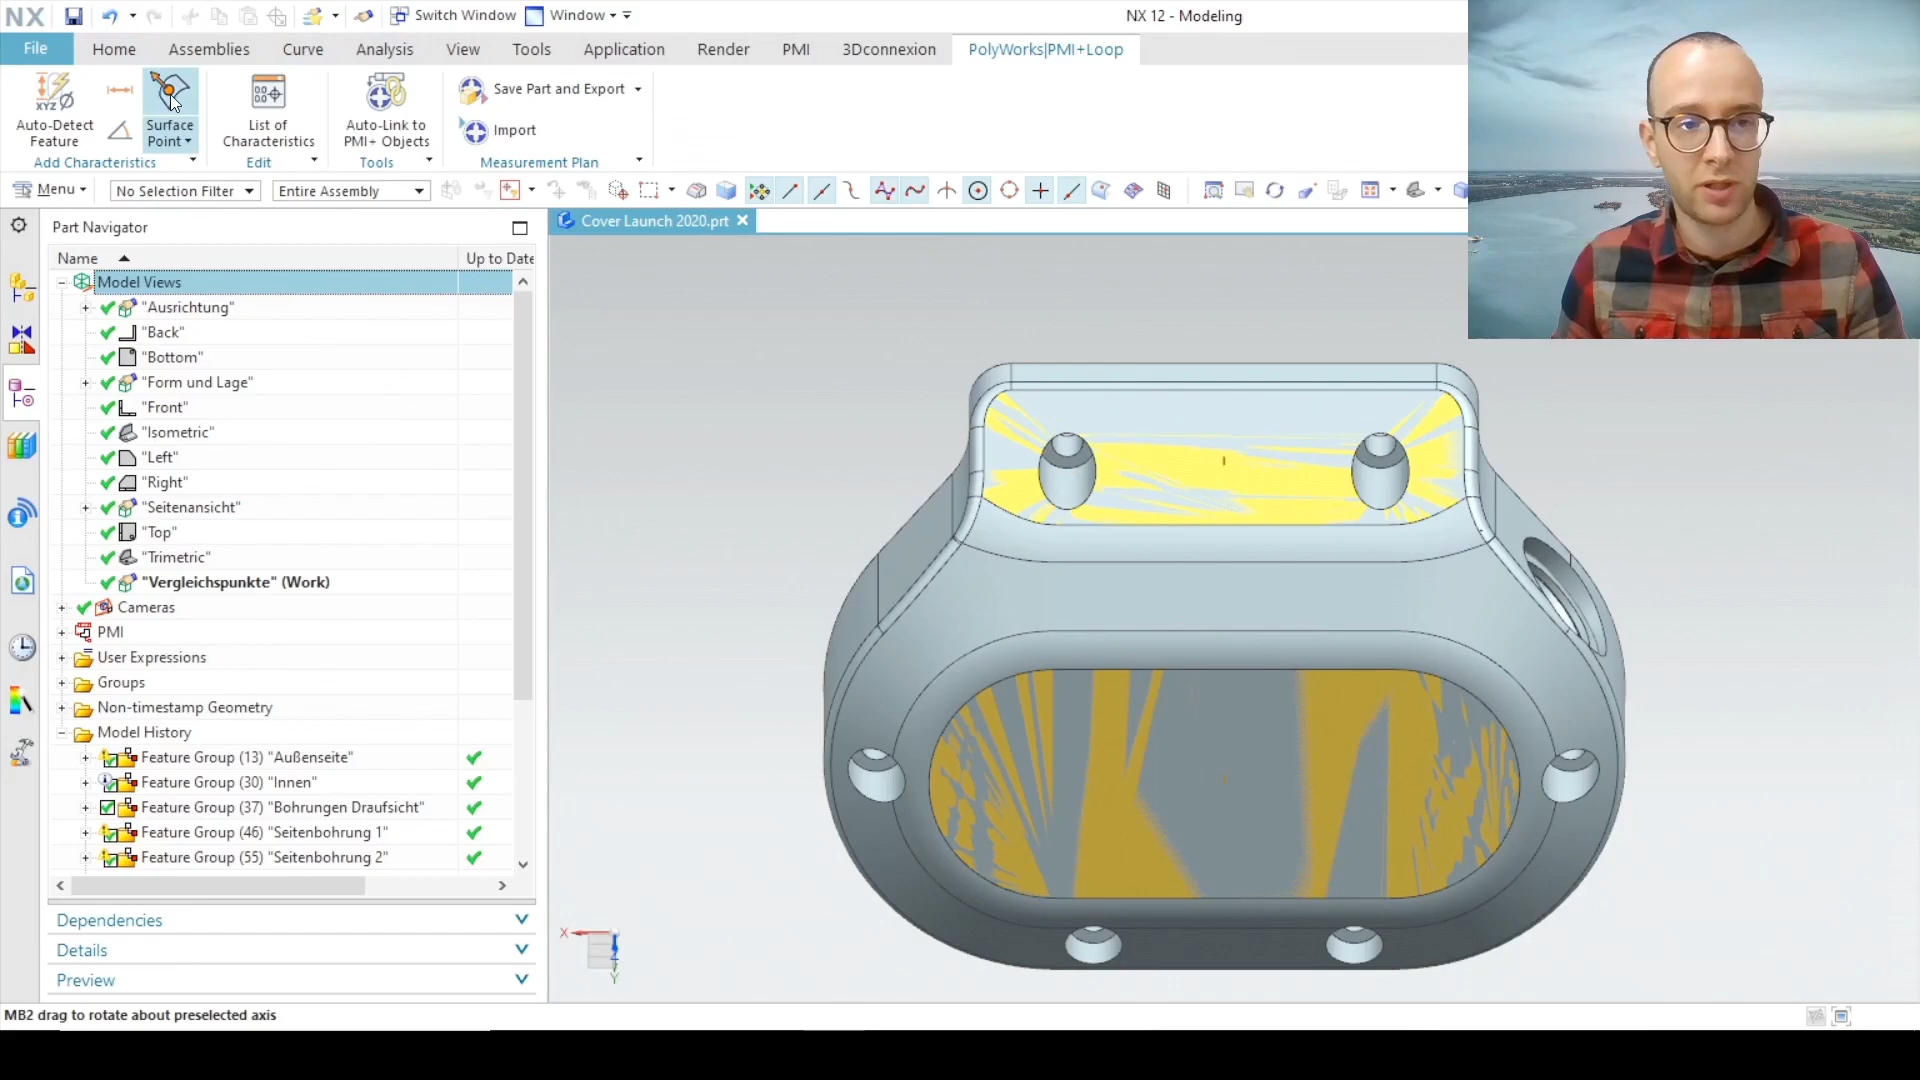 NX
Switch Window
Window
NX 12 - Modeling
File
Home
Assemblies
Curve
Analysis
View
Tools
Application
Render
PMI
3Dconnexion
PolyWorks|PMI+Loop
XYZ
Auto-Detect
Feature
Surface
Point
List of
Characteristics
Auto-Link to
PMI+ Objects
Save Part and Export
Import
Add Characteristics
Edit
Tools
Measurement Plan
Menu
No Selection Filter
Entire Assembly
Part Navigator
Cover Launch 2020.prt
Name
Up to Date
Model Views
"Ausrichtung"
"Back"
"Bottom"
"Form und Lage"
"Front"
"Isometric"
"Left"
"Right"
"Seitenansicht"
"Top"
"Trimetric"
"Vergleichspunkte" (Work)
Cameras
PMI
User Expressions
Groups
Non-timestamp Geometry
Model History
Feature Group (13) "Außenseite"
Feature Group (30) "Innen"
Feature Group (37) "Bohrungen Draufsicht"
Feature Group (46) "Seitenbohrung 1"
Feature Group (55) "Seitenbohrung 2"
Dependencies
Details
Preview
X
Z
Y
MB2 drag to rotate about preselected axis